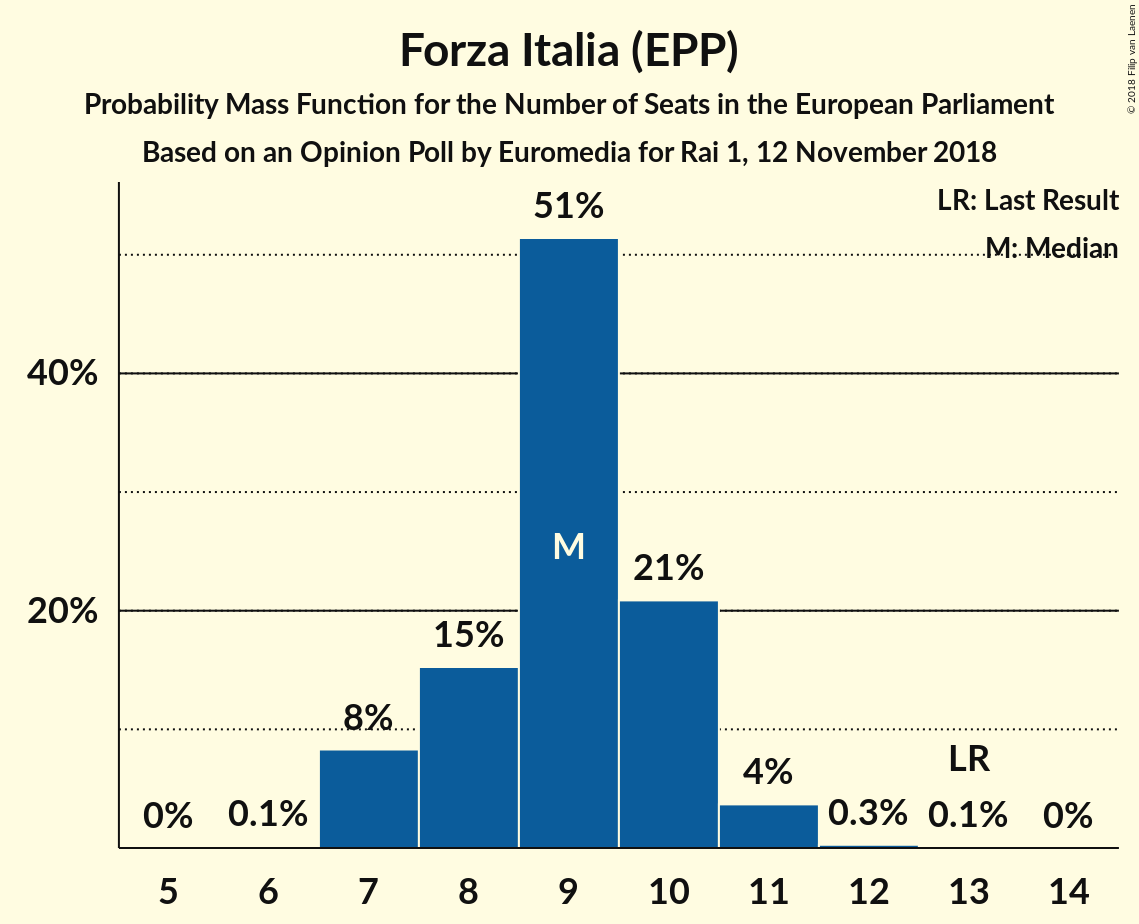 Forza Italia (EPP)
Probability Mass Function for the Number of Seats in the European Parliament
Based on an Opinion Poll by Euromedia for Rai 1, 12 November 2018
© 2018 Filip van Laenen
LR: Last Result
M: Median
51%
40%
M
21%
20%
15%
8%
LR
4%
0% 0.1% 0.3% 0.1% 0%
5 6 7 8 9 10 11 12 13 14